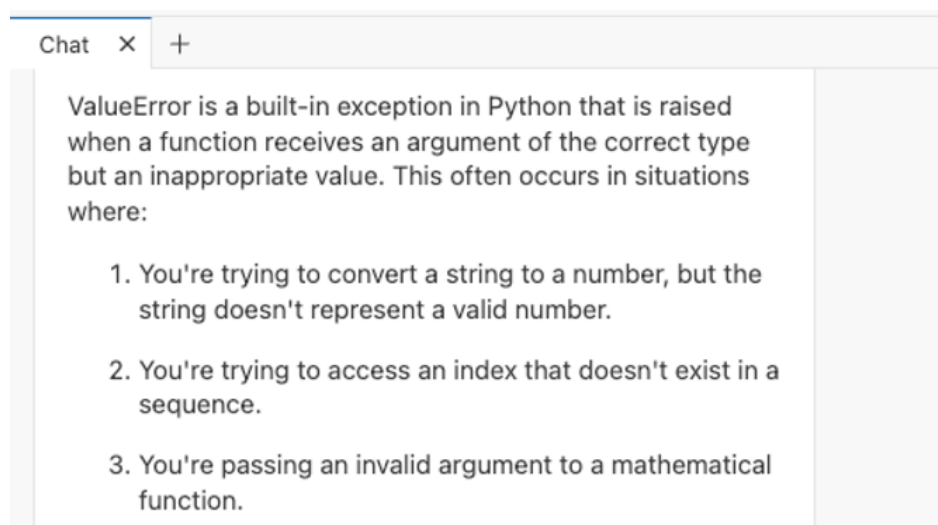 Chat × +
ValueError is a built-in exception in Python that is raised
when a function receives an argument of the correct type
but an inappropriate value. This often occurs in situations
where:
1. You're trying to convert a string to a number, but the
string doesn't represent a valid number.
2. You're trying to access an index that doesn't exist in a
sequence.
3. You're passing an invalid argument to a mathematical
function.